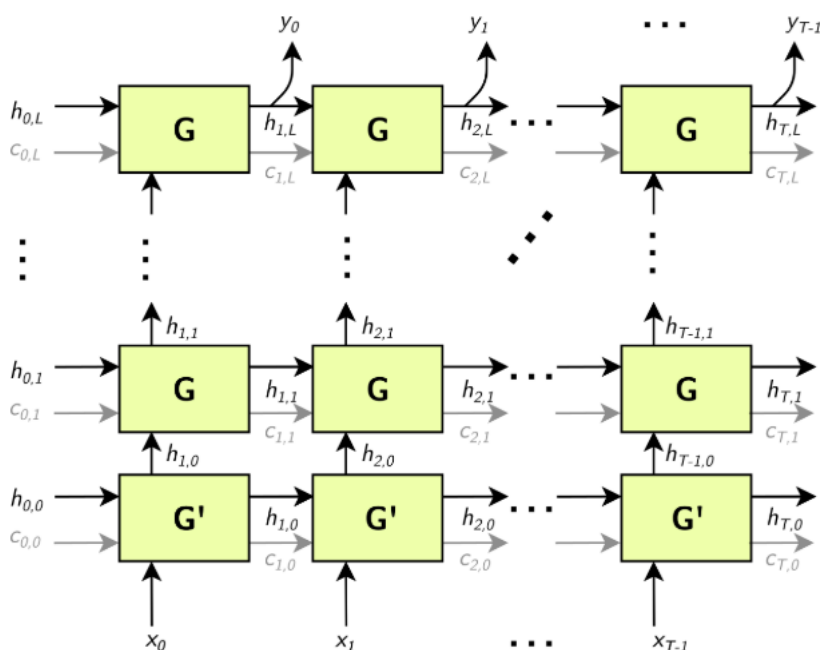 y0 y1 ... yT-1
h0,L G h1,L G h2,L ... G hT,L
c0,L c1,L c2,L cT,L
h1,1 h2,1 hT-1,1
h0,1 G h1,1 G h2,1 ... G hT,1
c0,1 c1,1 c2,1 cT,1
h1,0 h2,0 hT-1,0
h0,0 G' h1,0 G' h2,0 ... G' hT,0
c0,0 c1,0 c2,0 cT,0
x0 x1 ... xT-1